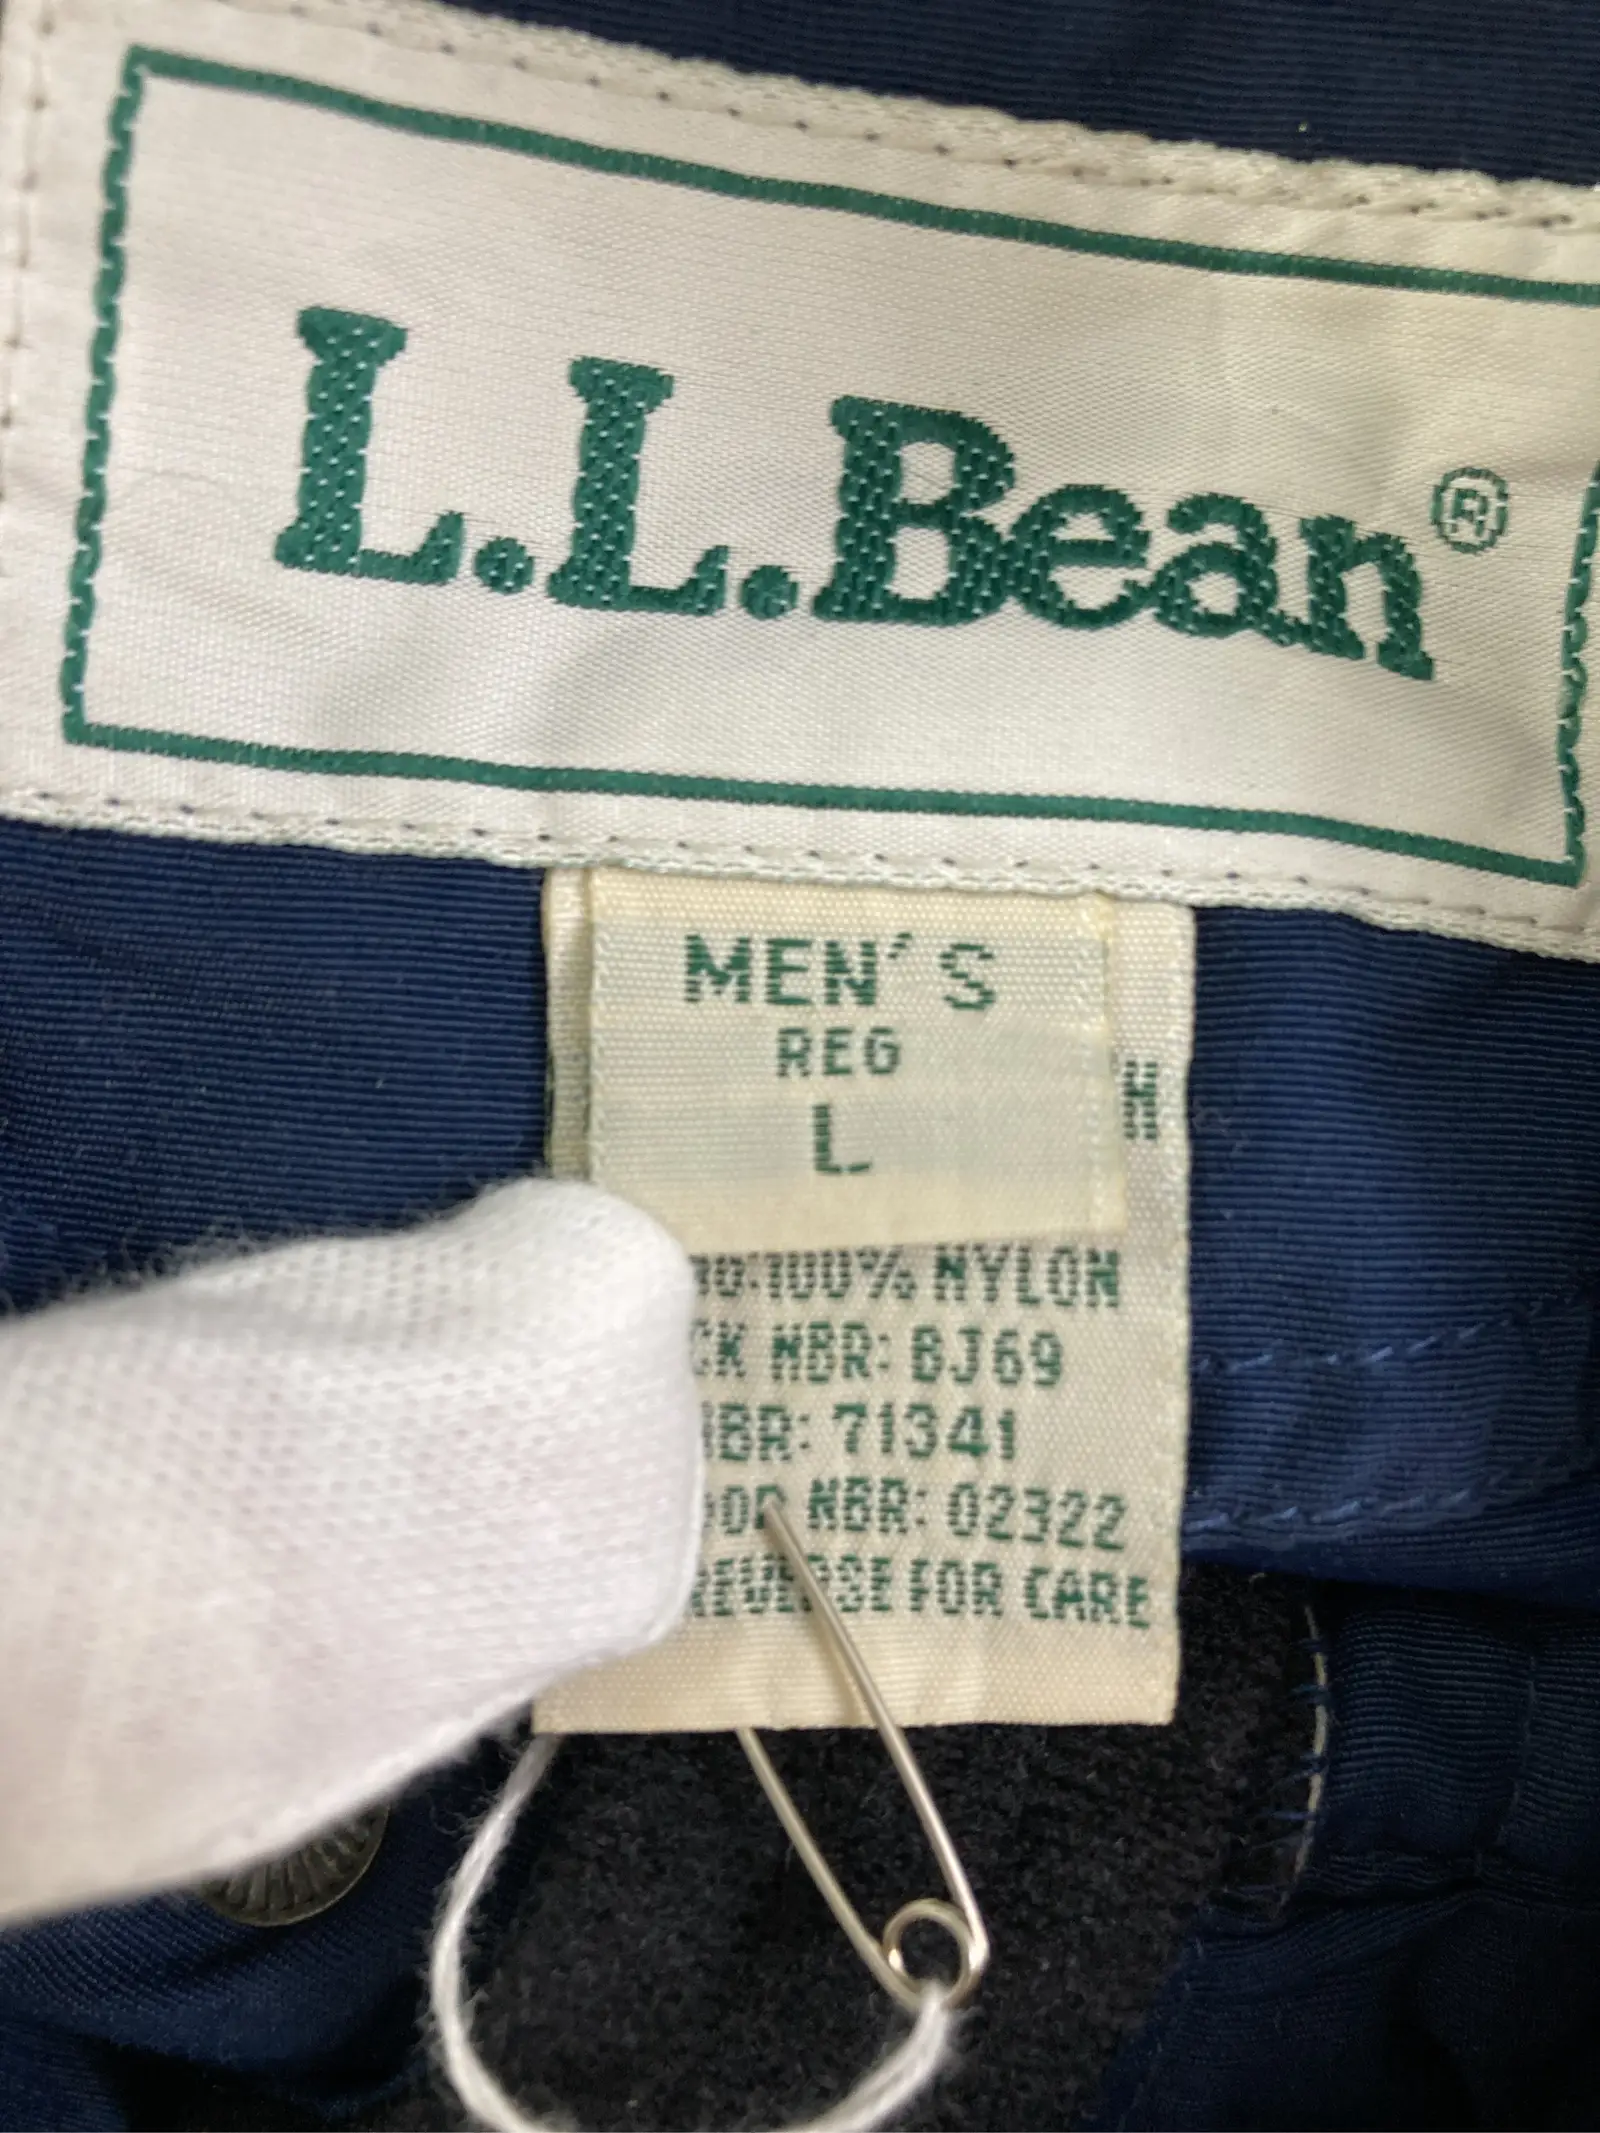 L.L.Bean®
MEN'S
REG
L
100% NYLON
NBR: BJ69
NBR: 71341
NBR: 02322
REVERSE FOR CARE